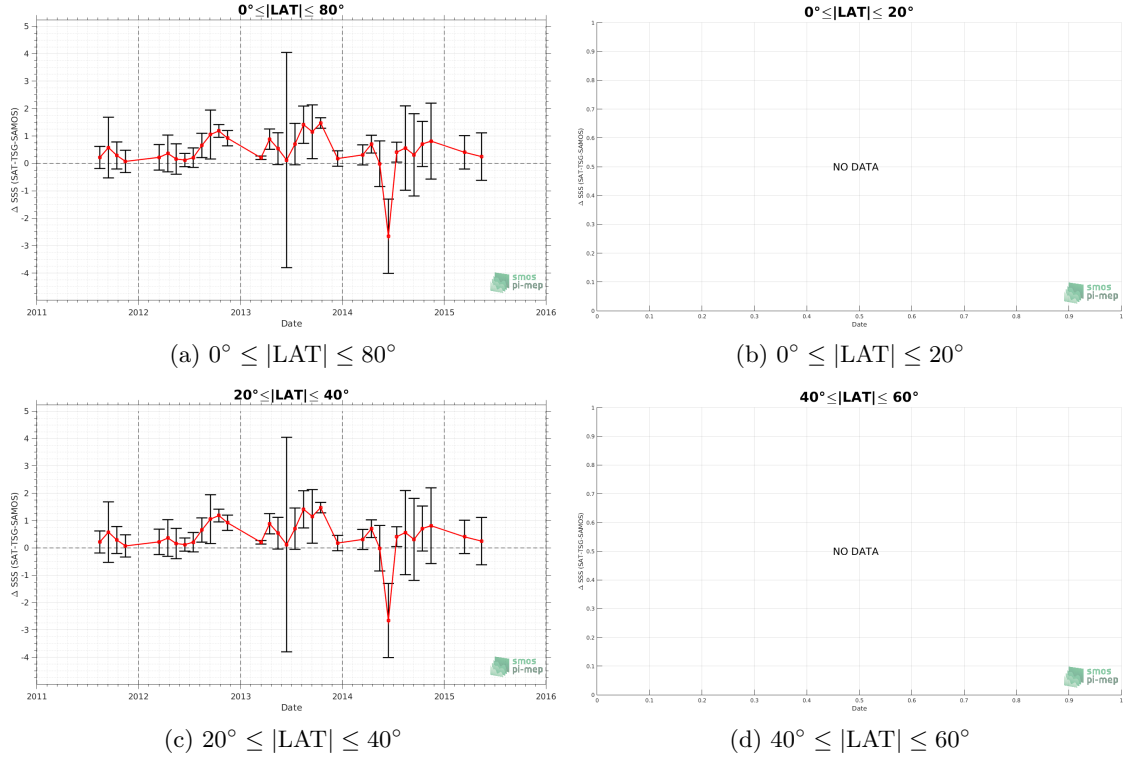 0°≤|LAT|≤ 80°
Δ SSS (SAT-TSG-SAMOS)
5
4
3
2
1
0
-1
-2
-3
-4
2011 2012 2013 2014 2015 2016
Date
smos
pi-mep
(a) 0° ≤ |LAT| ≤ 80°
0°≤|LAT|≤ 20°
Δ SSS (SAT-TSG-SAMOS)
1
0.9
0.8
0.7
0.6
0.5
0.4
0.3
0.2
0.1
0
NO DATA
0 0.1 0.2 0.3 0.4 0.5 0.6 0.7 0.8 0.9 1
Date
smos
pi-mep
(b) 0° ≤ |LAT| ≤ 20°
20°≤|LAT|≤ 40°
Δ SSS (SAT-TSG-SAMOS)
5
4
3
2
1
0
-1
-2
-3
-4
2011 2012 2013 2014 2015 2016
Date
smos
pi-mep
(c) 20° ≤ |LAT| ≤ 40°
40°≤|LAT|≤ 60°
Δ SSS (SAT-TSG-SAMOS)
1
0.9
0.8
0.7
0.6
0.5
0.4
0.3
0.2
0.1
0
NO DATA
0 0.1 0.2 0.3 0.4 0.5 0.6 0.7 0.8 0.9 1
Date
smos
pi-mep
(d) 40° ≤ |LAT| ≤ 60°